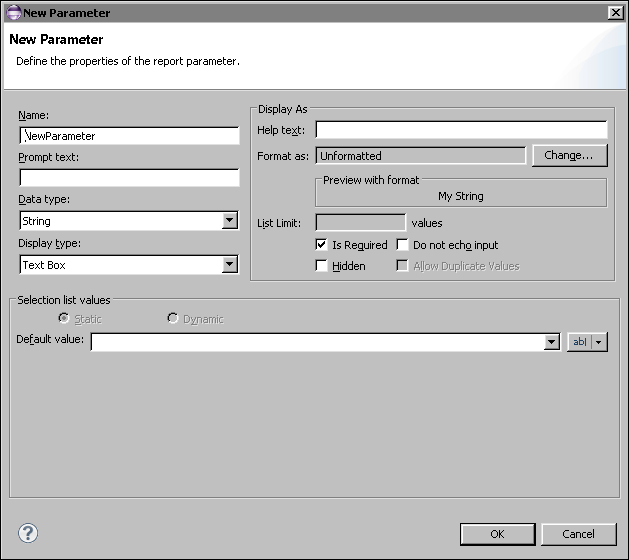 New Parameter
New Parameter
Define the properties of the report parameter.
Name:
NewParameter
Prompt text:
Data type:
String
Display type:
Text Box
Display As
Help text:
Format as:
Unformatted
Change...
Preview with format
My String
List Limit:
values
Is Required
Do not echo input
Hidden
Allow Duplicate Values
Selection list values
Static
Dynamic
Default value:
abl
?
OK
Cancel